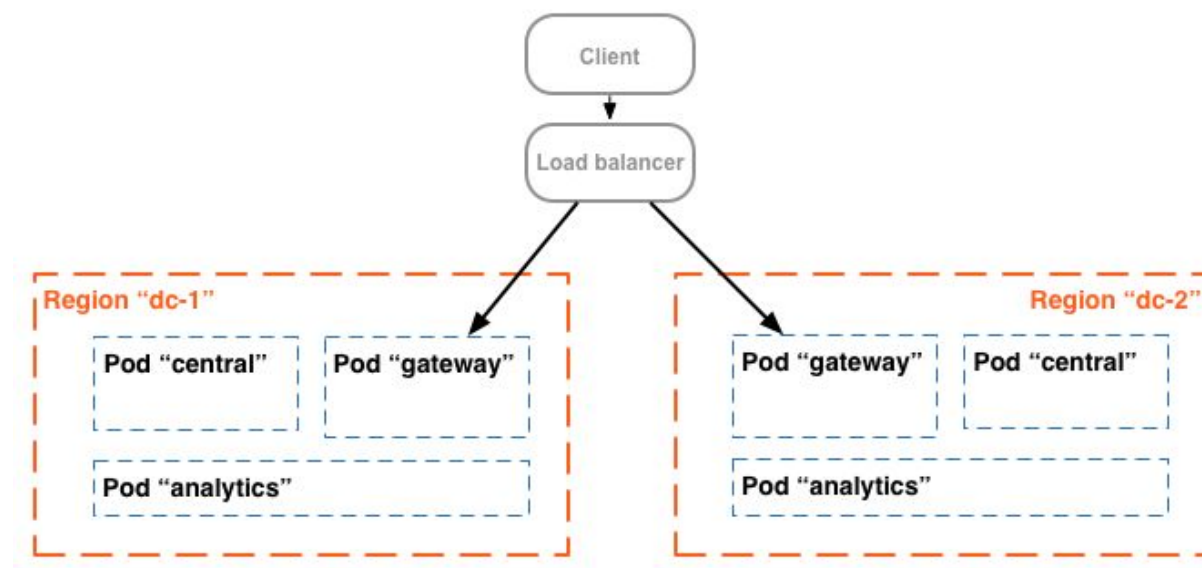 Client
Load balancer
Region “dc-1”
Pod “central”
Pod “gateway”
Pod “analytics”
Region “dc-2”
Pod “gateway”
Pod “central”
Pod “analytics”